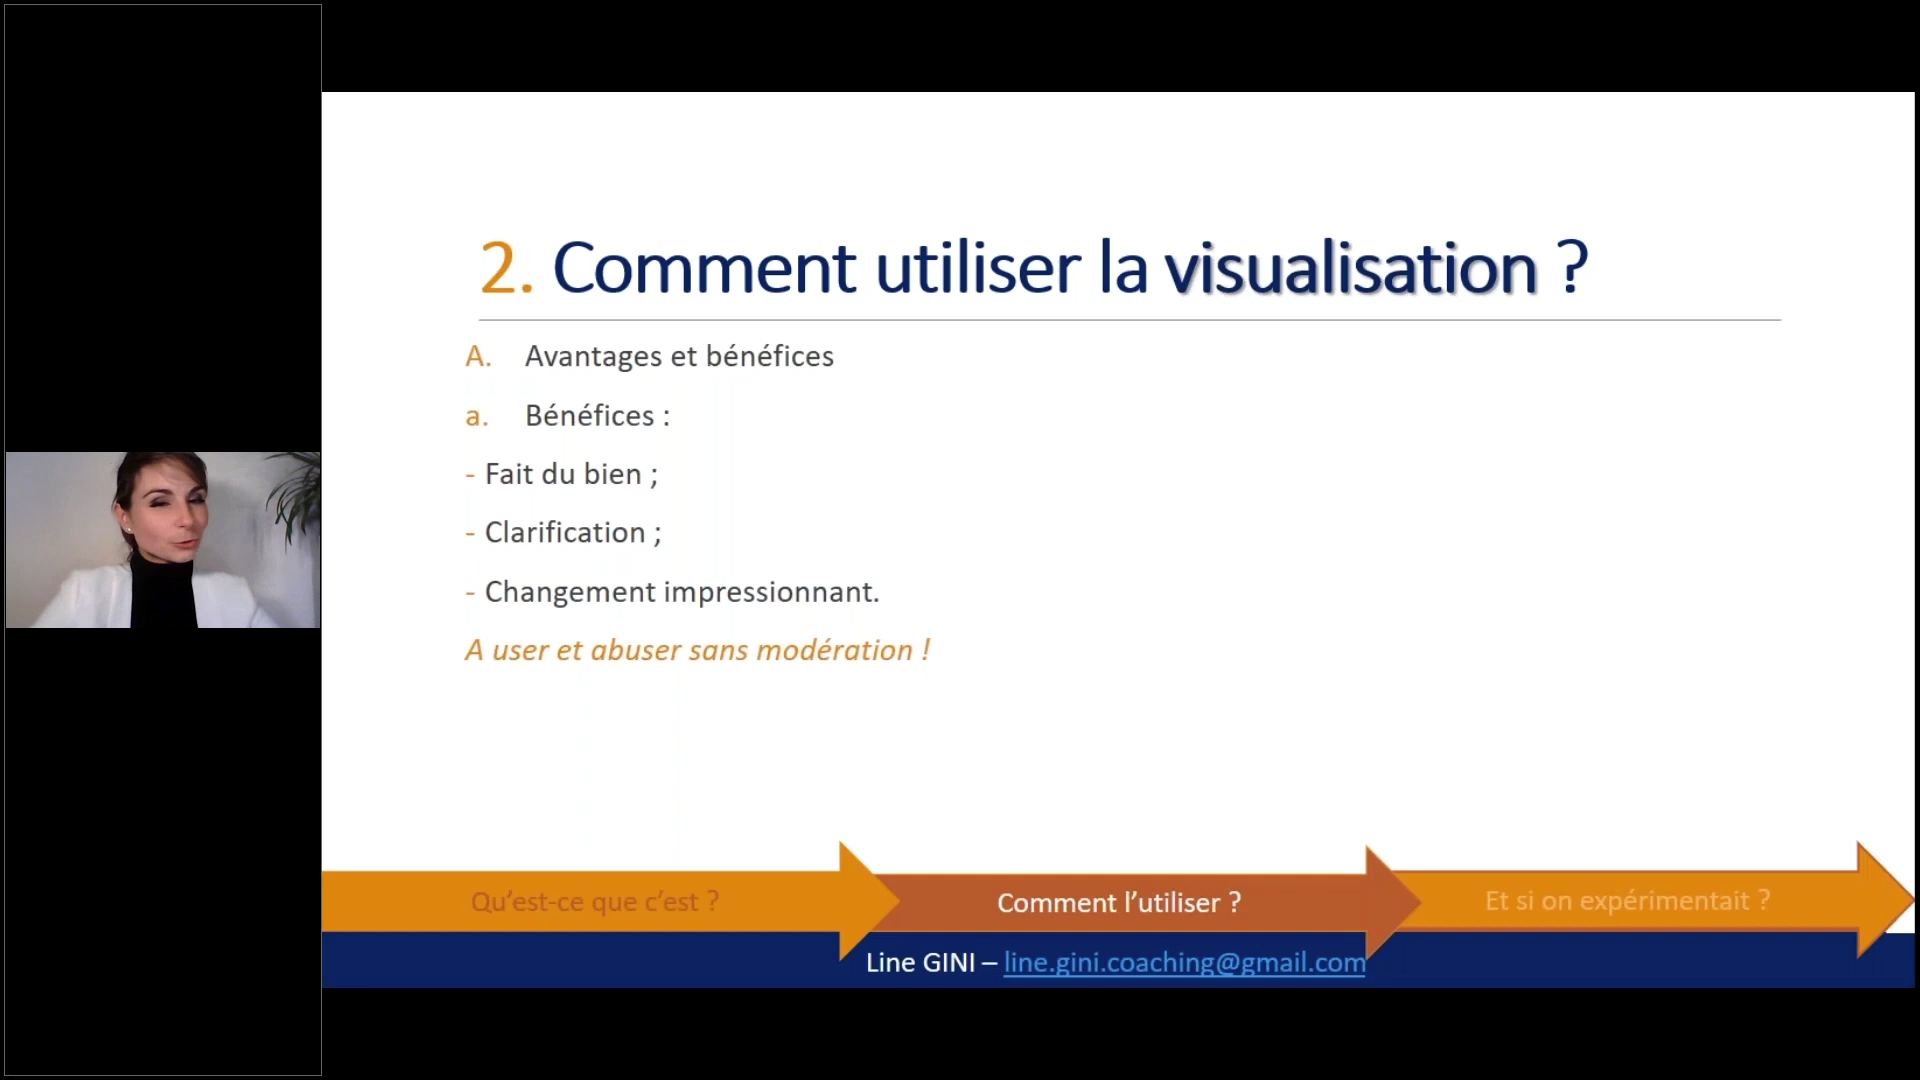 2. Comment utiliser la visualisation ?
A. Avantages et bénéfices
a. Bénéfices :
- Fait du bien ;
- Clarification ;
- Changement impressionnant.
A user et abuser sans modération !
Qu’est-ce que c’est ?
Comment l’utiliser ?
Et si on expérimentait ?
Line GINI – line.gini.coaching@gmail.com